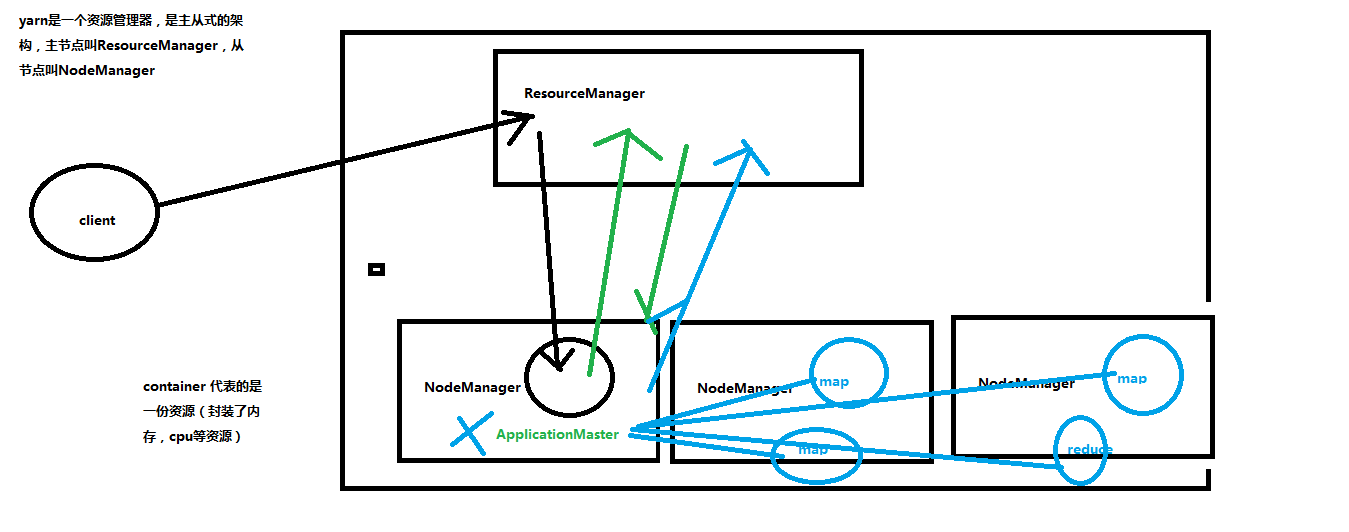 yarn是一个资源管理器，是主从式的架
构，主节点叫ResourceManager，从
节点叫NodeManager
ResourceManager
client
container 代表的是
一份资源（封装了内
存，cpu等资源）
NodeManager
ApplicationMaster
NodeManager
map
map
NodeManager
map
reduce